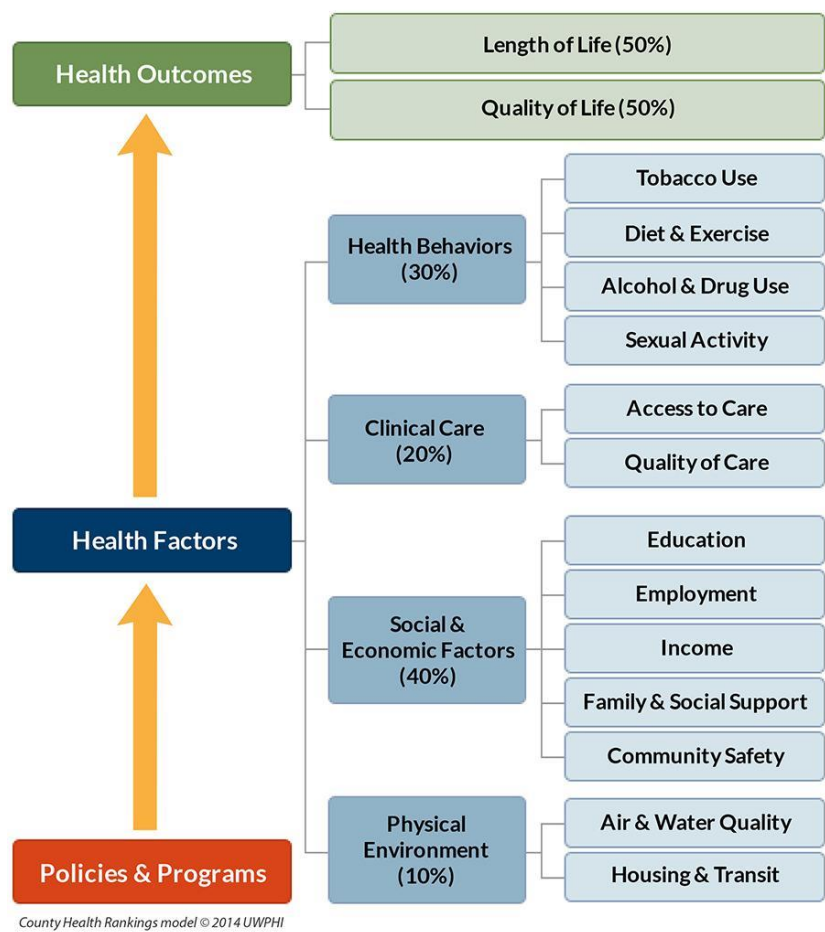 Health Outcomes
Length of Life (50%)
Quality of Life (50%)
Health Factors
Health Behaviors
(30%)
Tobacco Use
Diet & Exercise
Alcohol & Drug Use
Sexual Activity
Clinical Care
(20%)
Access to Care
Quality of Care
Social &
Economic Factors
(40%)
Education
Employment
Income
Family & Social Support
Community Safety
Physical
Environment
(10%)
Air & Water Quality
Housing & Transit
Policies & Programs
County Health Rankings model © 2014 UWPHI